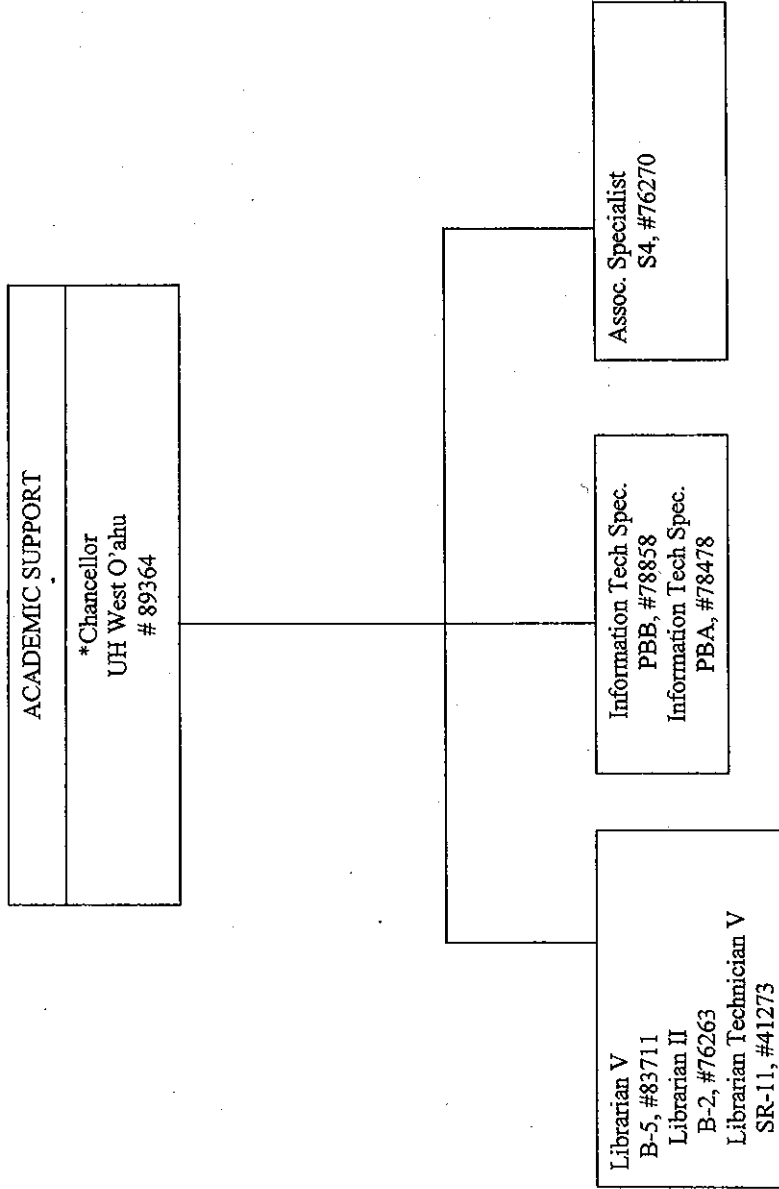 ACADEMIC SUPPORT
*Chancellor
UH West O'ahu
# 89364
Librarian V
B-5, #83711
Librarian II
B-2, #76263
Librarian Technician V
SR-11, #41273
Information Tech Spec.
PBB, #78858
Information Tech Spec.
PBA, #78478
Assoc. Specialist
S4, #76270